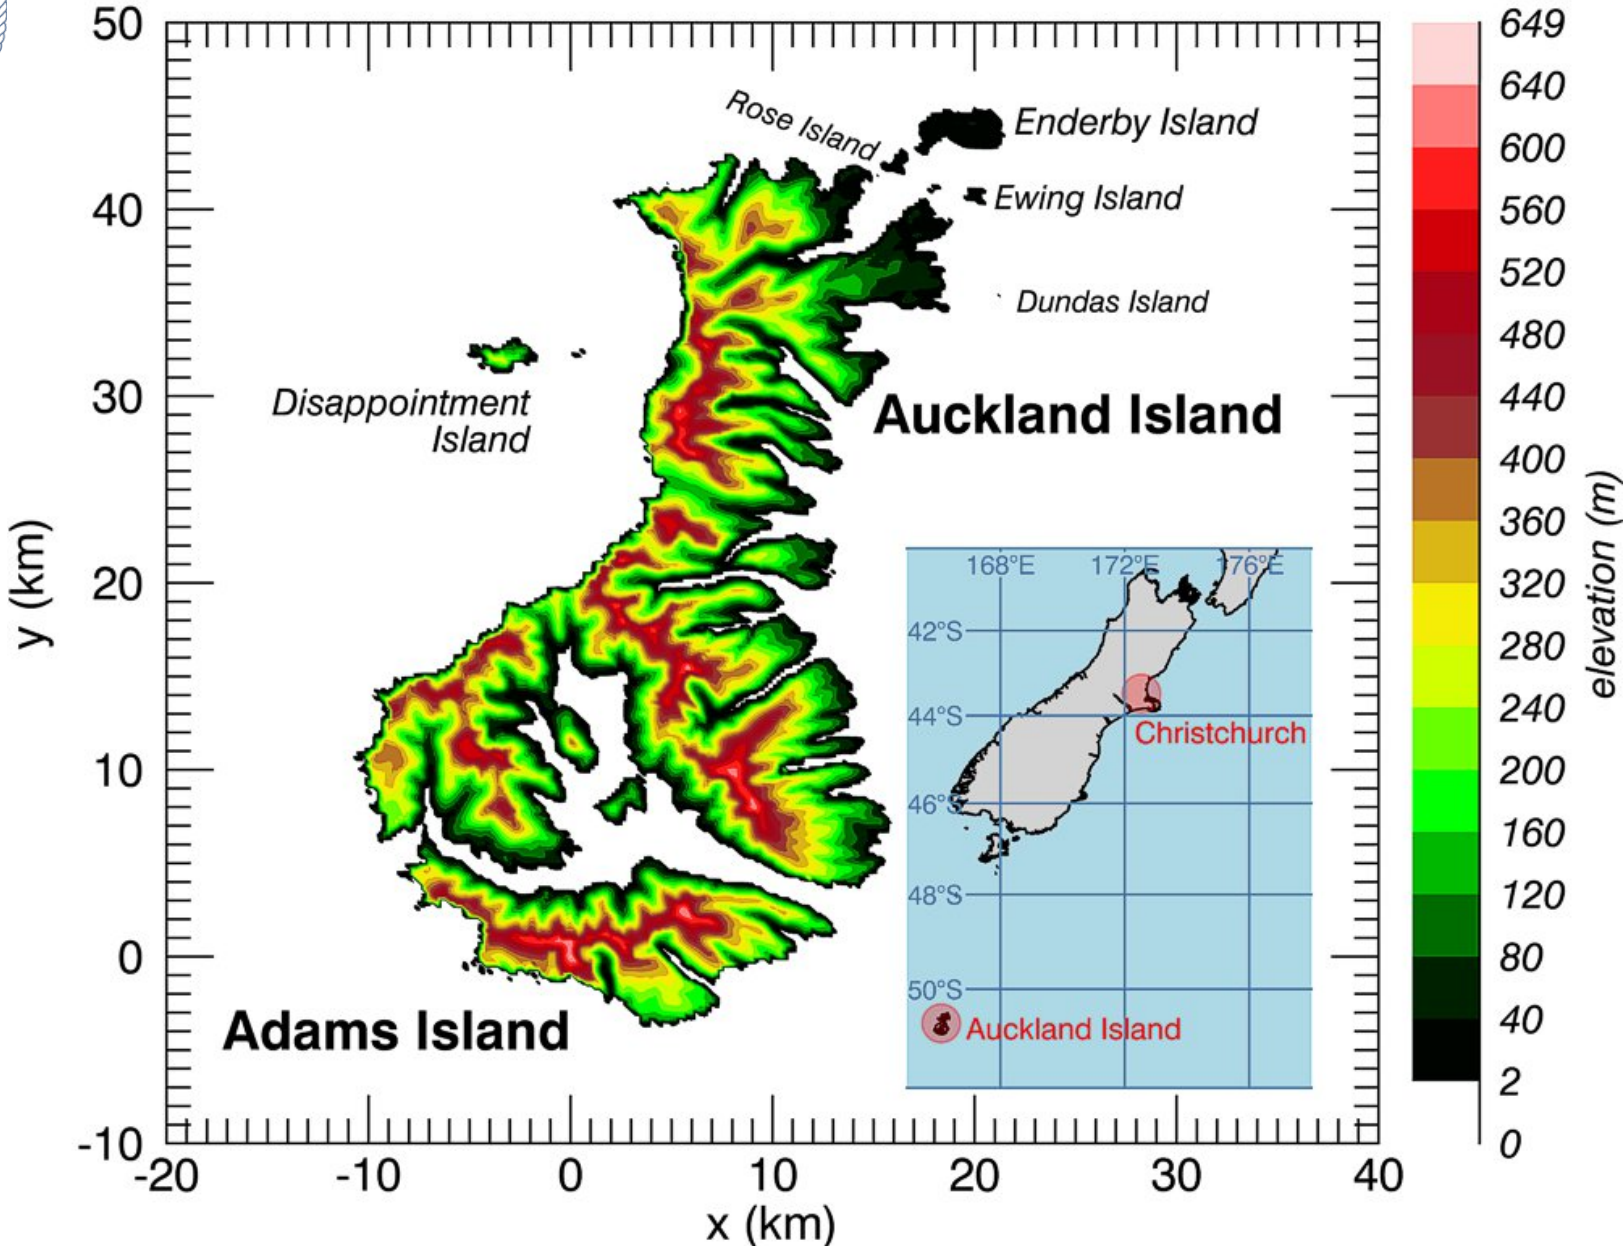 50
40
30
20
10
0
-10
y (km)
-20
-10
0
10
20
30
40
x (km)
Rose Island
Enderby Island
Ewing Island
Dundas Island
Disappointment
Island
Auckland Island
Adams Island
168°E
172°E
176°E
42°S
44°S
Christchurch
46°S
48°S
50°S
Auckland Island
649
640
600
560
520
480
440
400
360
320
280
240
200
160
120
80
40
2
0
elevation (m)